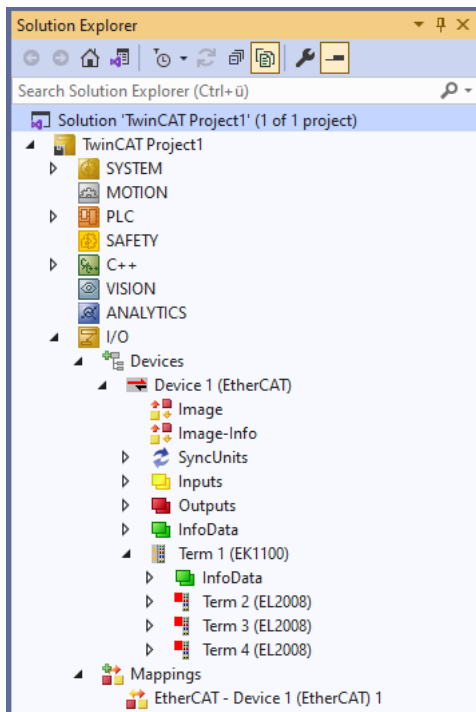 Solution Explorer
Search Solution Explorer (Ctrl+ü)
Solution 'TwinCAT Project1' (1 of 1 project)
TwinCAT Project1
SYSTEM
MOTION
PLC
SAFETY
C++
VISION
ANALYTICS
I/O
Devices
Device 1 (EtherCAT)
Image
Image-Info
SyncUnits
Inputs
Outputs
InfoData
Term 1 (EK1100)
InfoData
Term 2 (EL2008)
Term 3 (EL2008)
Term 4 (EL2008)
Mappings
EtherCAT - Device 1 (EtherCAT) 1